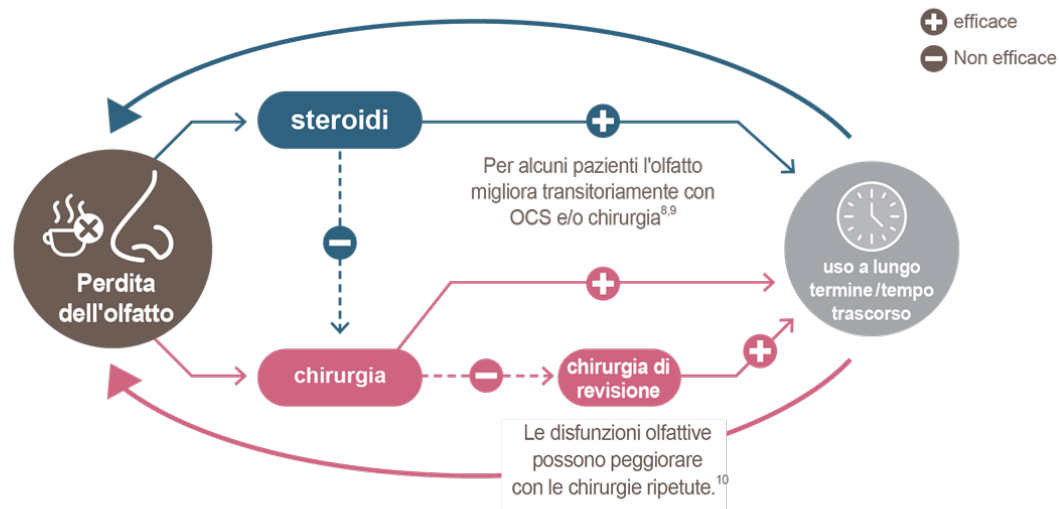 efficace
Non efficace
steroidi
Per alcuni pazienti l'olfatto
migliora transitoriamente con
OCS e/o chirurgia8,9
Perdita
dell'olfatto
uso a lungo
termine/tempo
trascorso
chirurgia
chirurgia di
revisione
Le disfunzioni olfattive
possono peggiorare
con le chirurgie ripetute.10